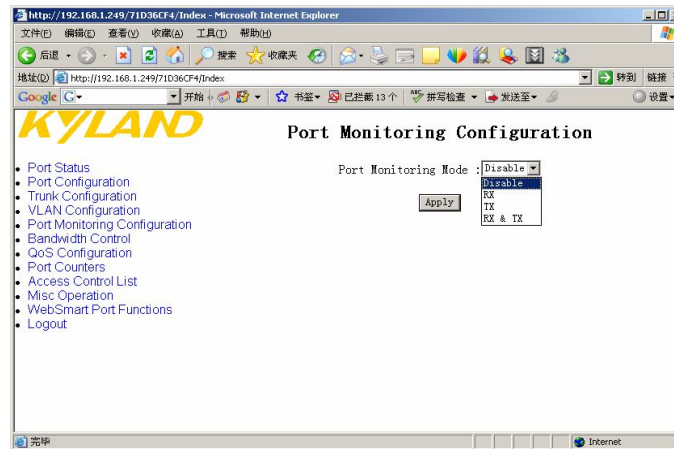 http://192.168.1.249/71D36CF4/Index - Microsoft Internet Explorer
文件(F) 编辑(E) 查看(V) 收藏(A) 工具(T) 帮助(H)
后退 搜索 收藏夹
地址(D) http://192.168.1.249/71D36CF4/Index 转到 链接
Google G 开始 书签 已拦截 13 个 ABC 拼写检查 发送至 设置
KYLAND
Port Monitoring Configuration
Port Monitoring Mode : Disable
Disable
RX
TX
RX & TX
Apply
Port Status
Port Configuration
Trunk Configuration
VLAN Configuration
Port Monitoring Configuration
Bandwidth Control
QoS Configuration
Port Counters
Access Control List
Misc Operation
WebSmart Port Functions
Logout
完毕 Internet